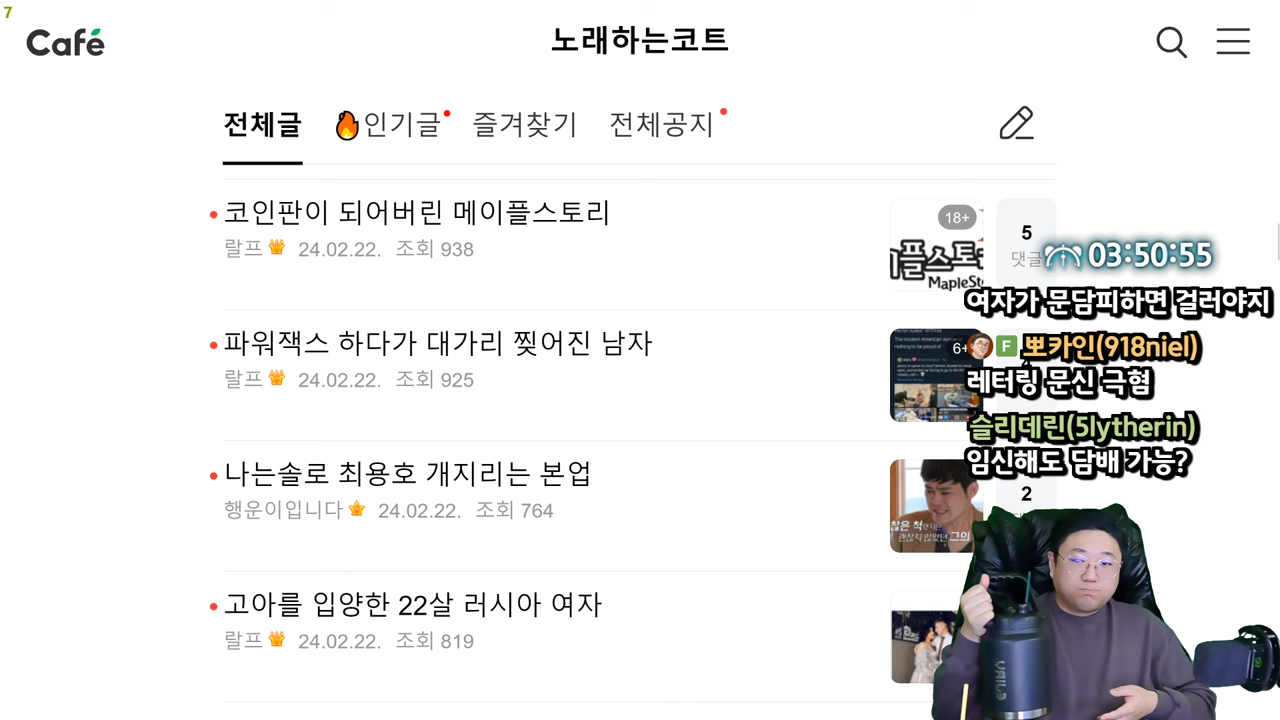 7
Café
노래하는코트
전체글 인기글 즐겨찾기 전체공지
코인판이 되어버린 메이플스토리
랄프 24.02.22. 조회 938
18+
플스토
MapleSt
5
댓글
03:50:55
여자가 문담피하면 걸러야지
파워잭스 하다가 대가리 찢어진 남자
랄프 24.02.22. 조회 925
6+
F 뽀카인(918niel)
레터링 문신 극혐
슬리데린(5lytherin)
임신해도 담배 가능?
나는솔로 최용호 개지리는 본업
행운이입니다 24.02.22. 조회 764
2
고아를 입양한 22살 러시아 여자
랄프 24.02.22. 조회 819